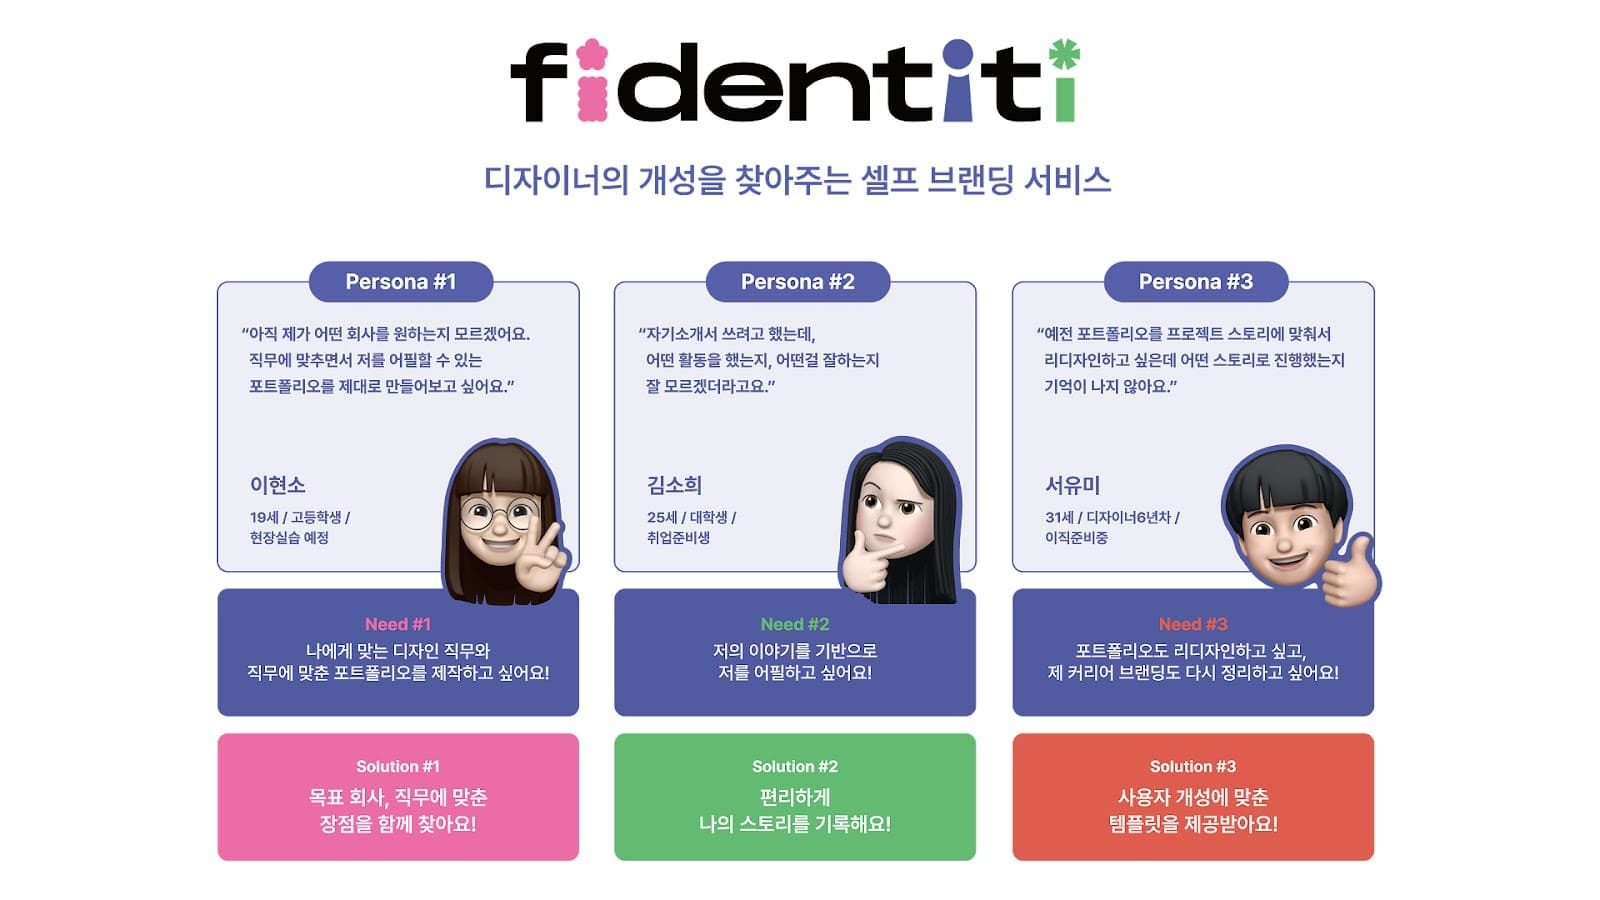 fidentiti
디자이너의 개성을 찾아주는 셀프 브랜딩 서비스
Persona #1
“아직 제가 어떤 회사를 원하는지 모르겠어요.
직무에 맞추면서 저를 어필할 수 있는
포트폴리오를 제대로 만들어보고 싶어요.”
이현소
19세 / 고등학생 /
현장실습 예정
Need #1
나에게 맞는 디자인 직무와
직무에 맞춘 포트폴리오를 제작하고 싶어요!
Solution #1
목표 회사, 직무에 맞춘
장점을 함께 찾아요!
Persona #2
“자기소개서 쓰려고 했는데,
어떤 활동을 했는지, 어떤걸 잘하는지
잘 모르겠더라고요.”
김소희
25세 / 대학생 /
취업준비생
Need #2
저의 이야기를 기반으로
저를 어필하고 싶어요!
Solution #2
편리하게
나의 스토리를 기록해요!
Persona #3
“예전 포트폴리오를 프로젝트 스토리에 맞춰서
리디자인하고 싶은데 어떤 스토리로 진행했는지
기억이 나지 않아요.”
서유미
31세 / 디자이너6년차 /
이직준비중
Need #3
포트폴리오도 리디자인하고 싶고,
제 커리어 브랜딩도 다시 정리하고 싶어요!
Solution #3
사용자 개성에 맞춘
템플릿을 제공받아요!